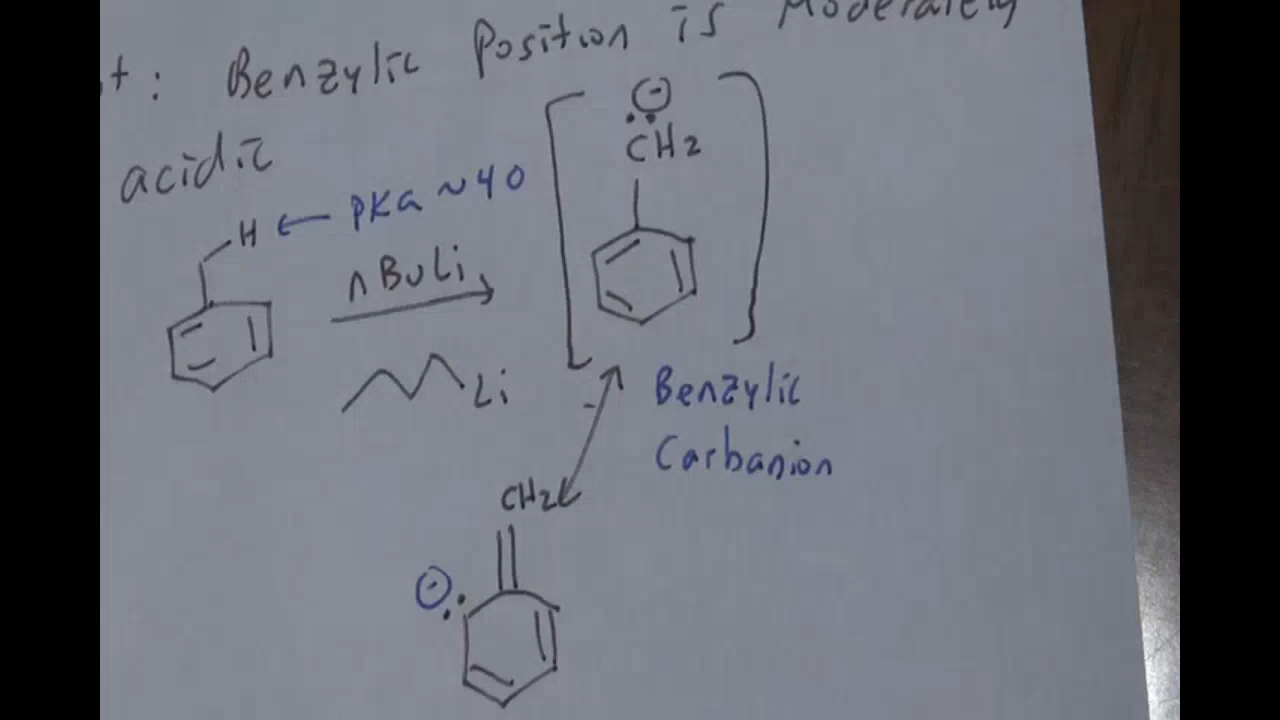 t: Benzylic Position is Moderately
acidic
H ← pKa ~40
nBuLi
Li
⊖
CH2
Benzylic
Carbanion
CH2
⊖